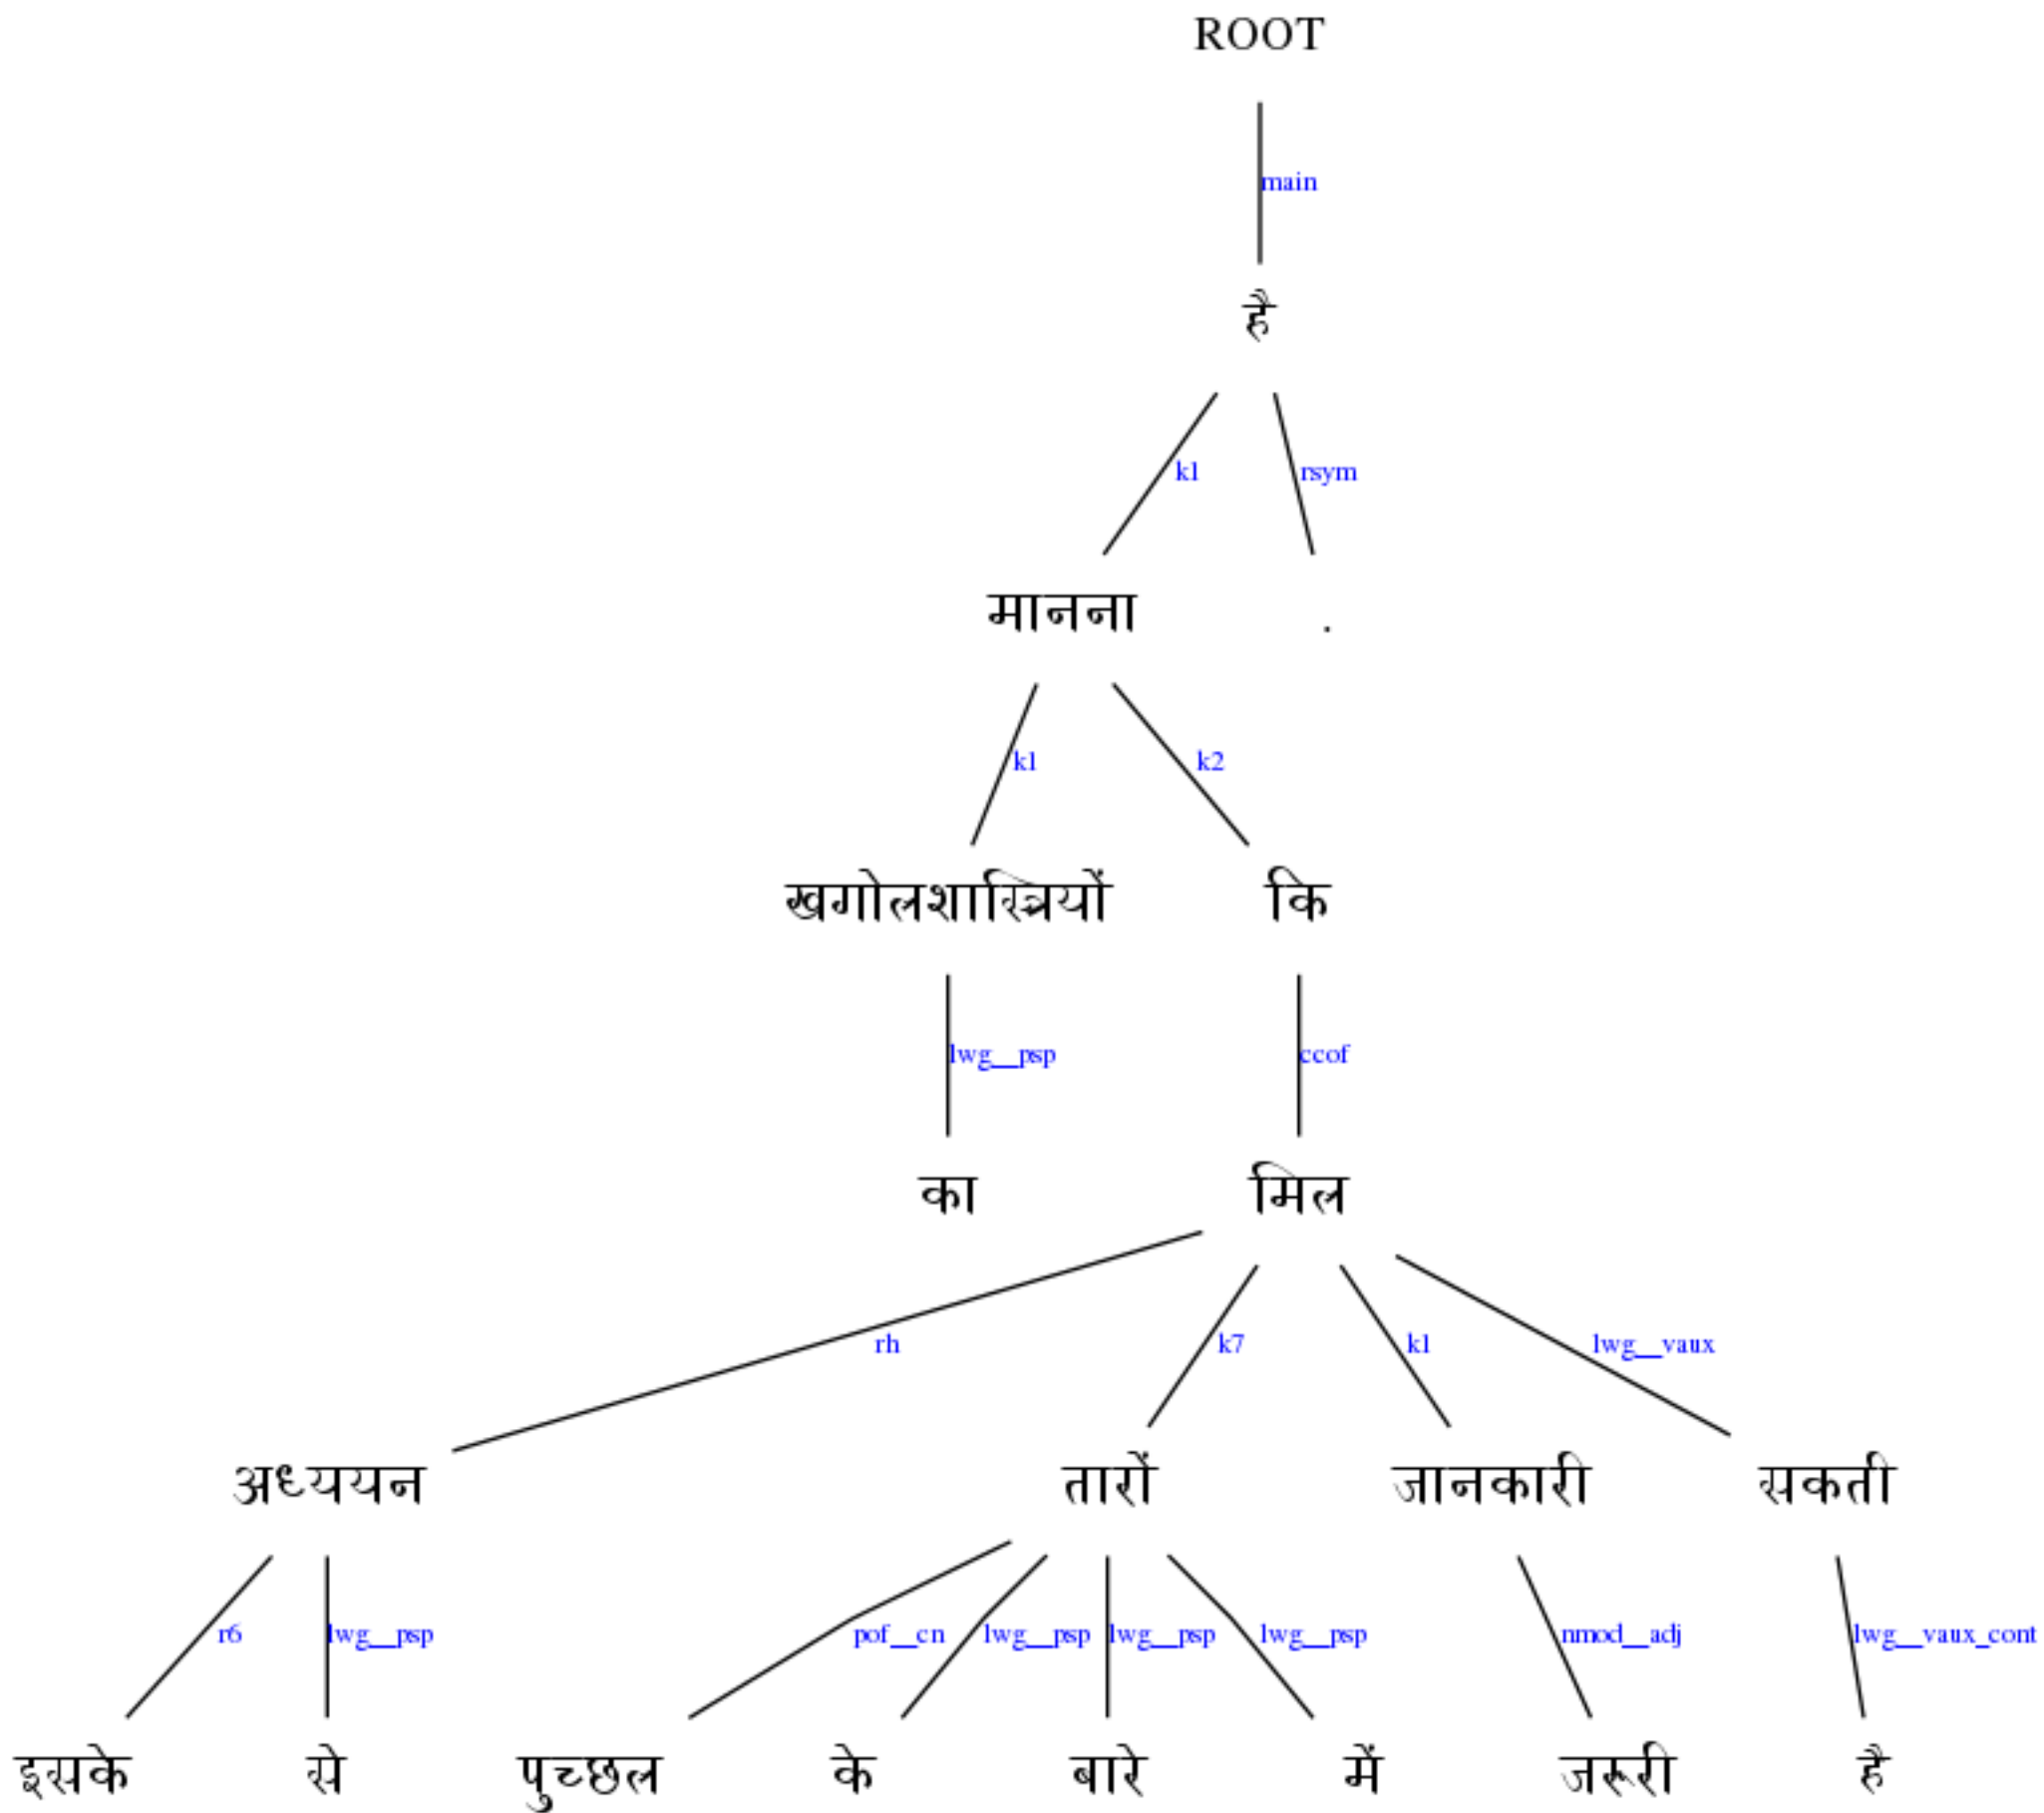 ROOT
main
है
k1 rsym
मानना .
k1 k2
खगोलशास्त्रियों कि
lwg__psp ccof
का मिल
rh k7 k1 lwg__vaux
अध्ययन तारों जानकारी सकती
r6 lwg__psp pof__cn lwg__psp lwg__psp lwg__psp nmod__adj lwg__vaux_cont
इसके से पुच्छल के बारे में जरूरी है